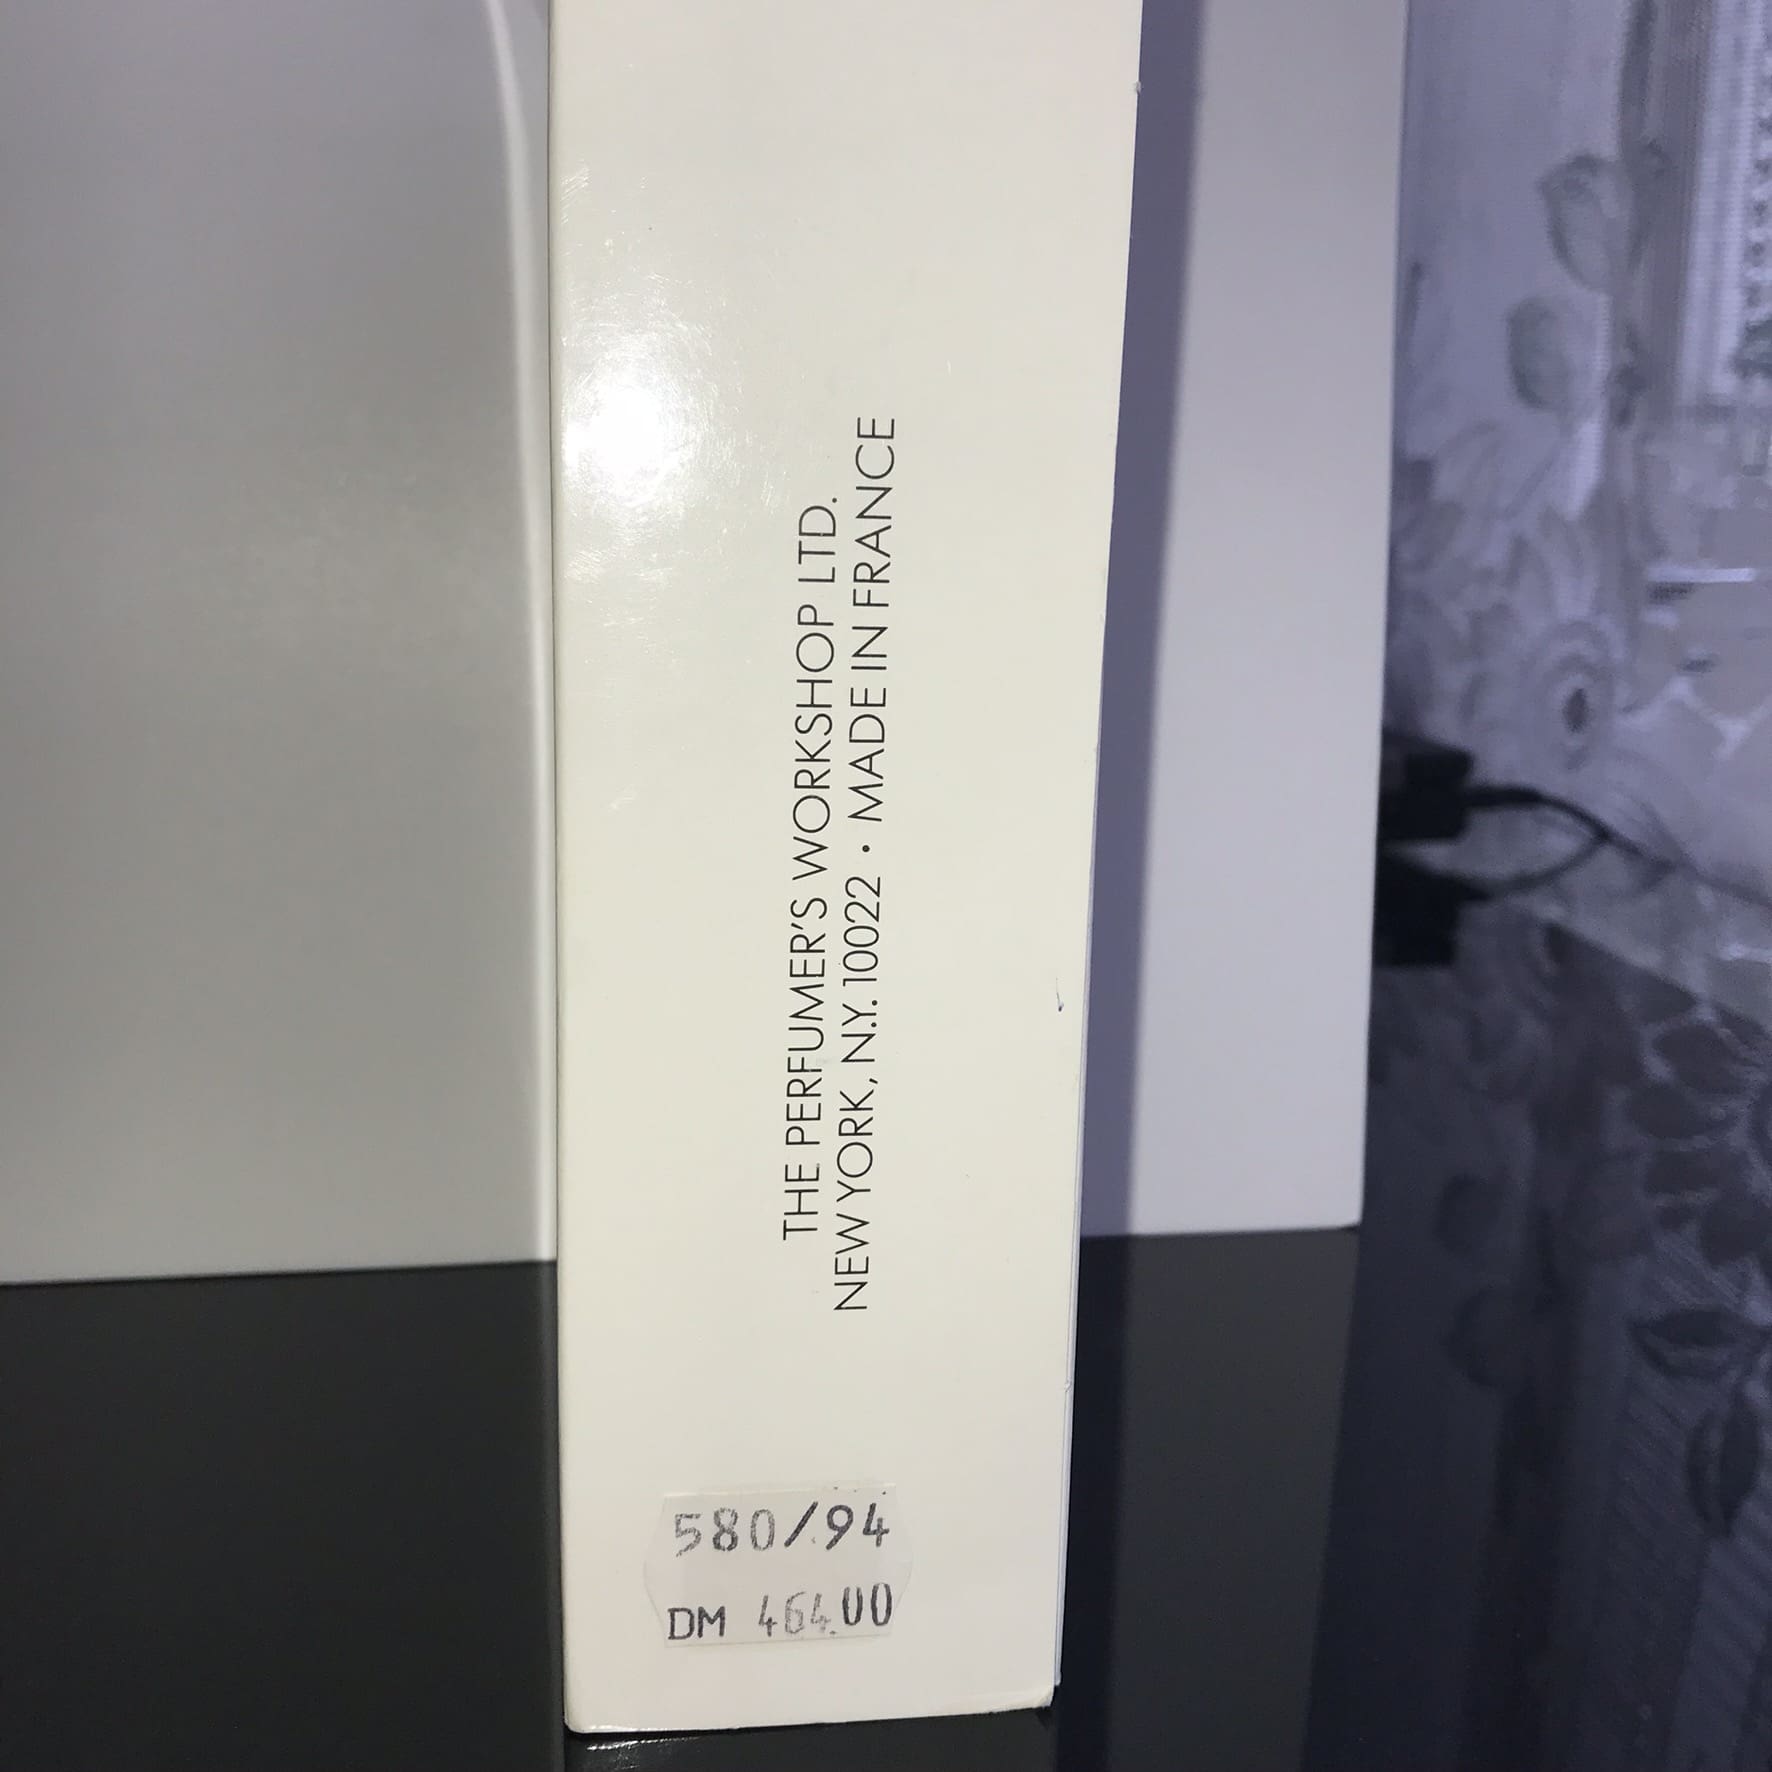 THE PERFUMER'S WORKSHOP LTD.
NEW YORK, N.Y. 10022 • MADE IN FRANCE
580/94
DM 464.00